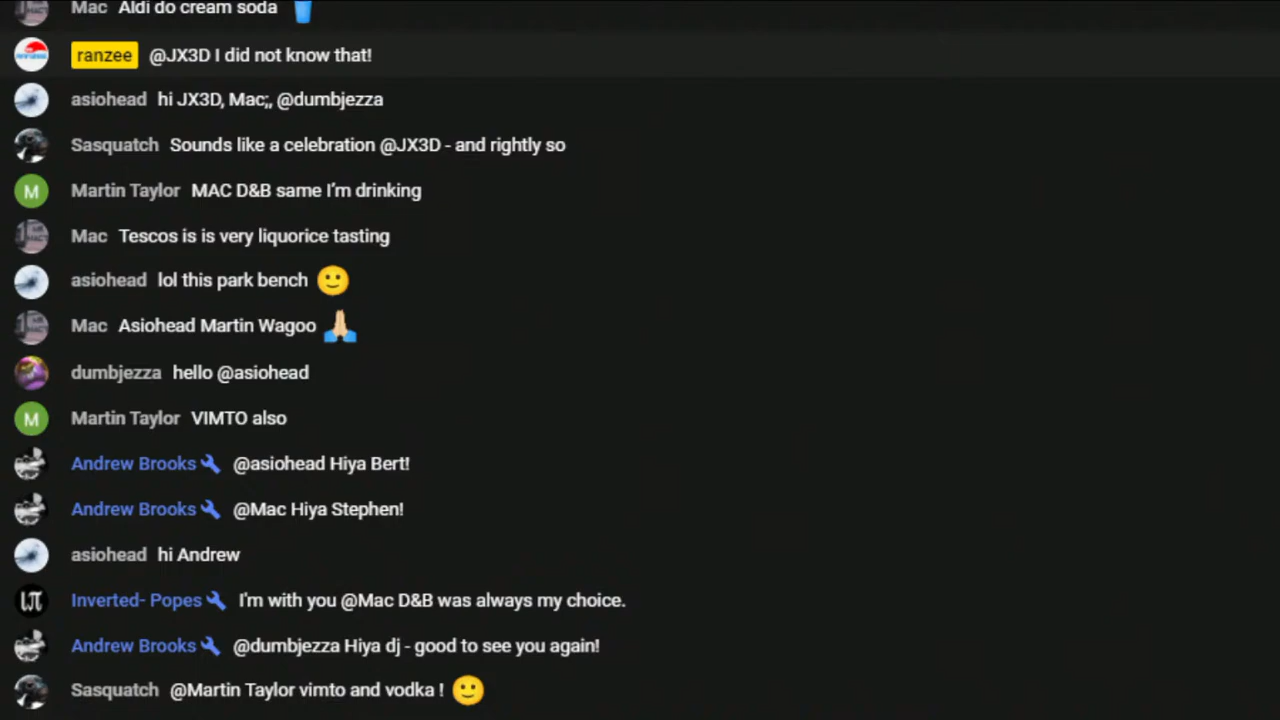 Mac Aldi do cream soda
ranzee @JX3D I did not know that!
asiohead hi JX3D, Mac;, @dumbjezza
Sasquatch Sounds like a celebration @JX3D - and rightly so
M Martin Taylor MAC D&B same I'm drinking
Mac Tescos is is very liquorice tasting
asiohead lol this park bench 🙂
Mac Asiohead Martin Wagoo 🙏🏻
dumbjezza hello @asiohead
M Martin Taylor VIMTO also
Andrew Brooks @asiohead Hiya Bert!
Andrew Brooks @Mac Hiya Stephen!
asiohead hi Andrew
Inverted- Popes I'm with you @Mac D&B was always my choice.
Andrew Brooks @dumbjezza Hiya dj - good to see you again!
Sasquatch @Martin Taylor vimto and vodka ! 🙂